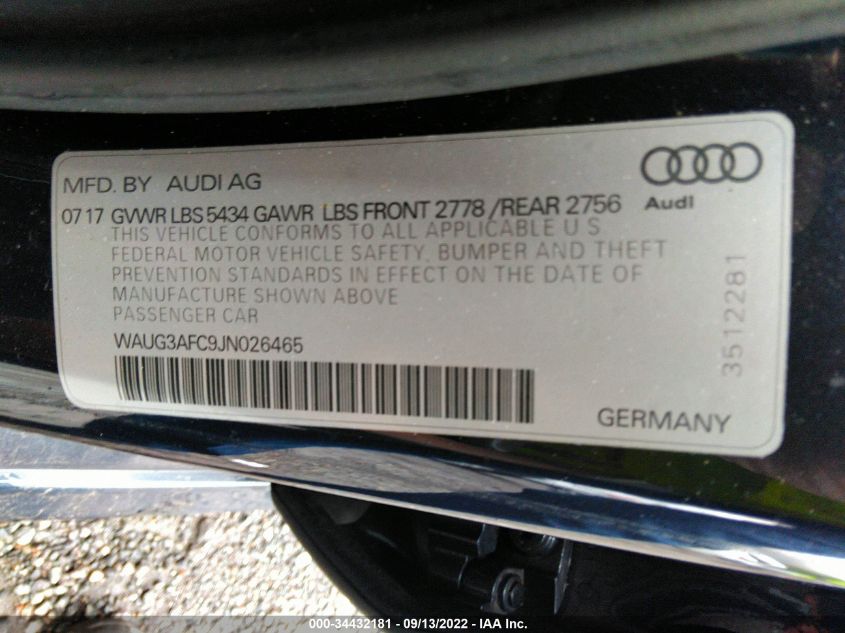 MFD. BY AUDI AG
07 17 GVWR LBS 5434 GAWR LBS FRONT 2778 /REAR 2756
THIS VEHICLE CONFORMS TO ALL APPLICABLE U S
FEDERAL MOTOR VEHICLE SAFETY, BUMPER AND THEFT
PREVENTION STANDARDS IN EFFECT ON THE DATE OF
MANUFACTURE SHOWN ABOVE
PASSENGER CAR
WAUG3AFC9JN026465
Audi
3512281
GERMANY
000-34432181 - 09/13/2022 - IAA Inc.